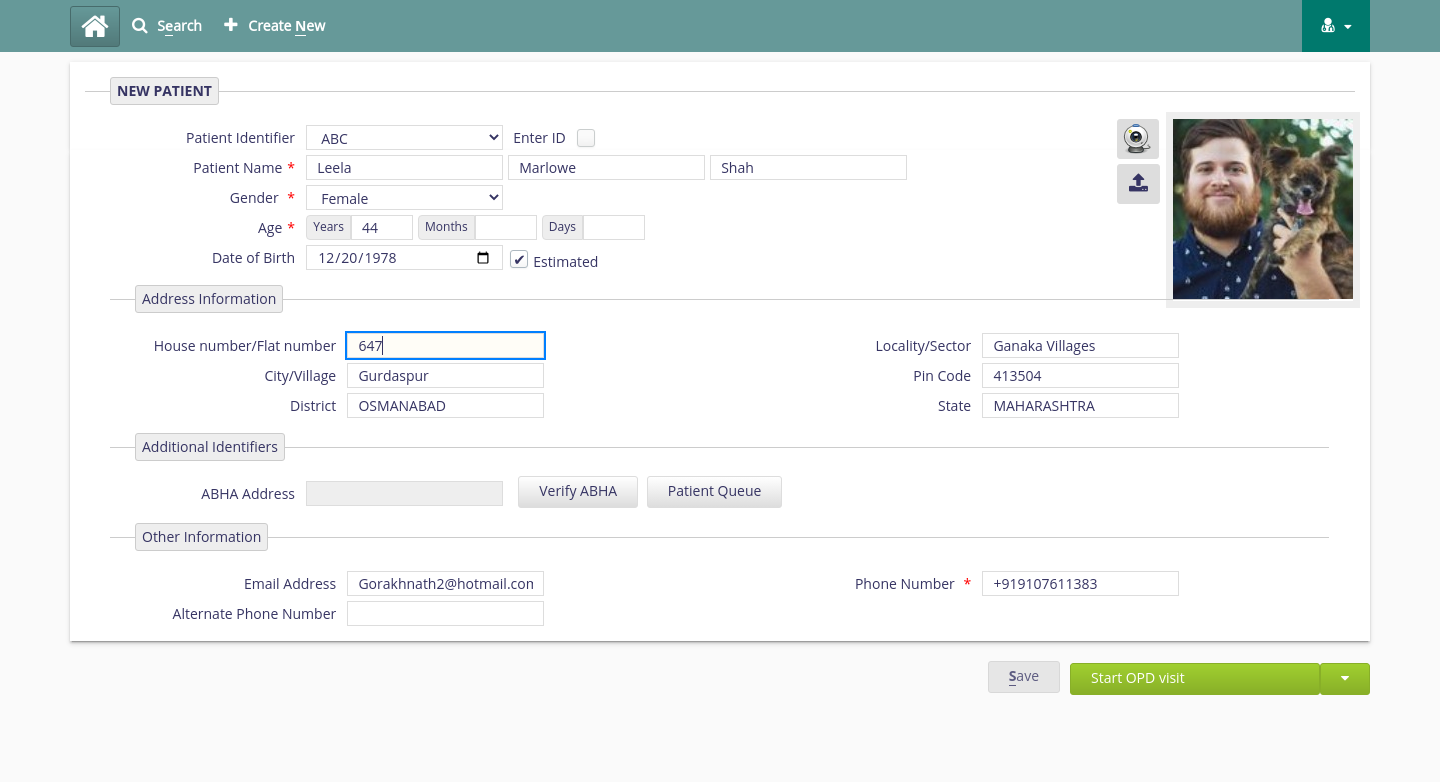 Search Create New
NEW PATIENT
Patient Identifier ABC Enter ID
Patient Name * Leela Marlowe Shah
Gender * Female
Age * Years 44 Months Days
Date of Birth 12/20/1978 Estimated
Address Information
House number/Flat number 647 Locality/Sector Ganaka Villages
City/Village Gurdaspur Pin Code 413504
District OSMANABAD State MAHARASHTRA
Additional Identifiers
ABHA Address Verify ABHA Patient Queue
Other Information
Email Address Gorakhnath2@hotmail.com Phone Number * +919107611383
Alternate Phone Number
Save Start OPD visit